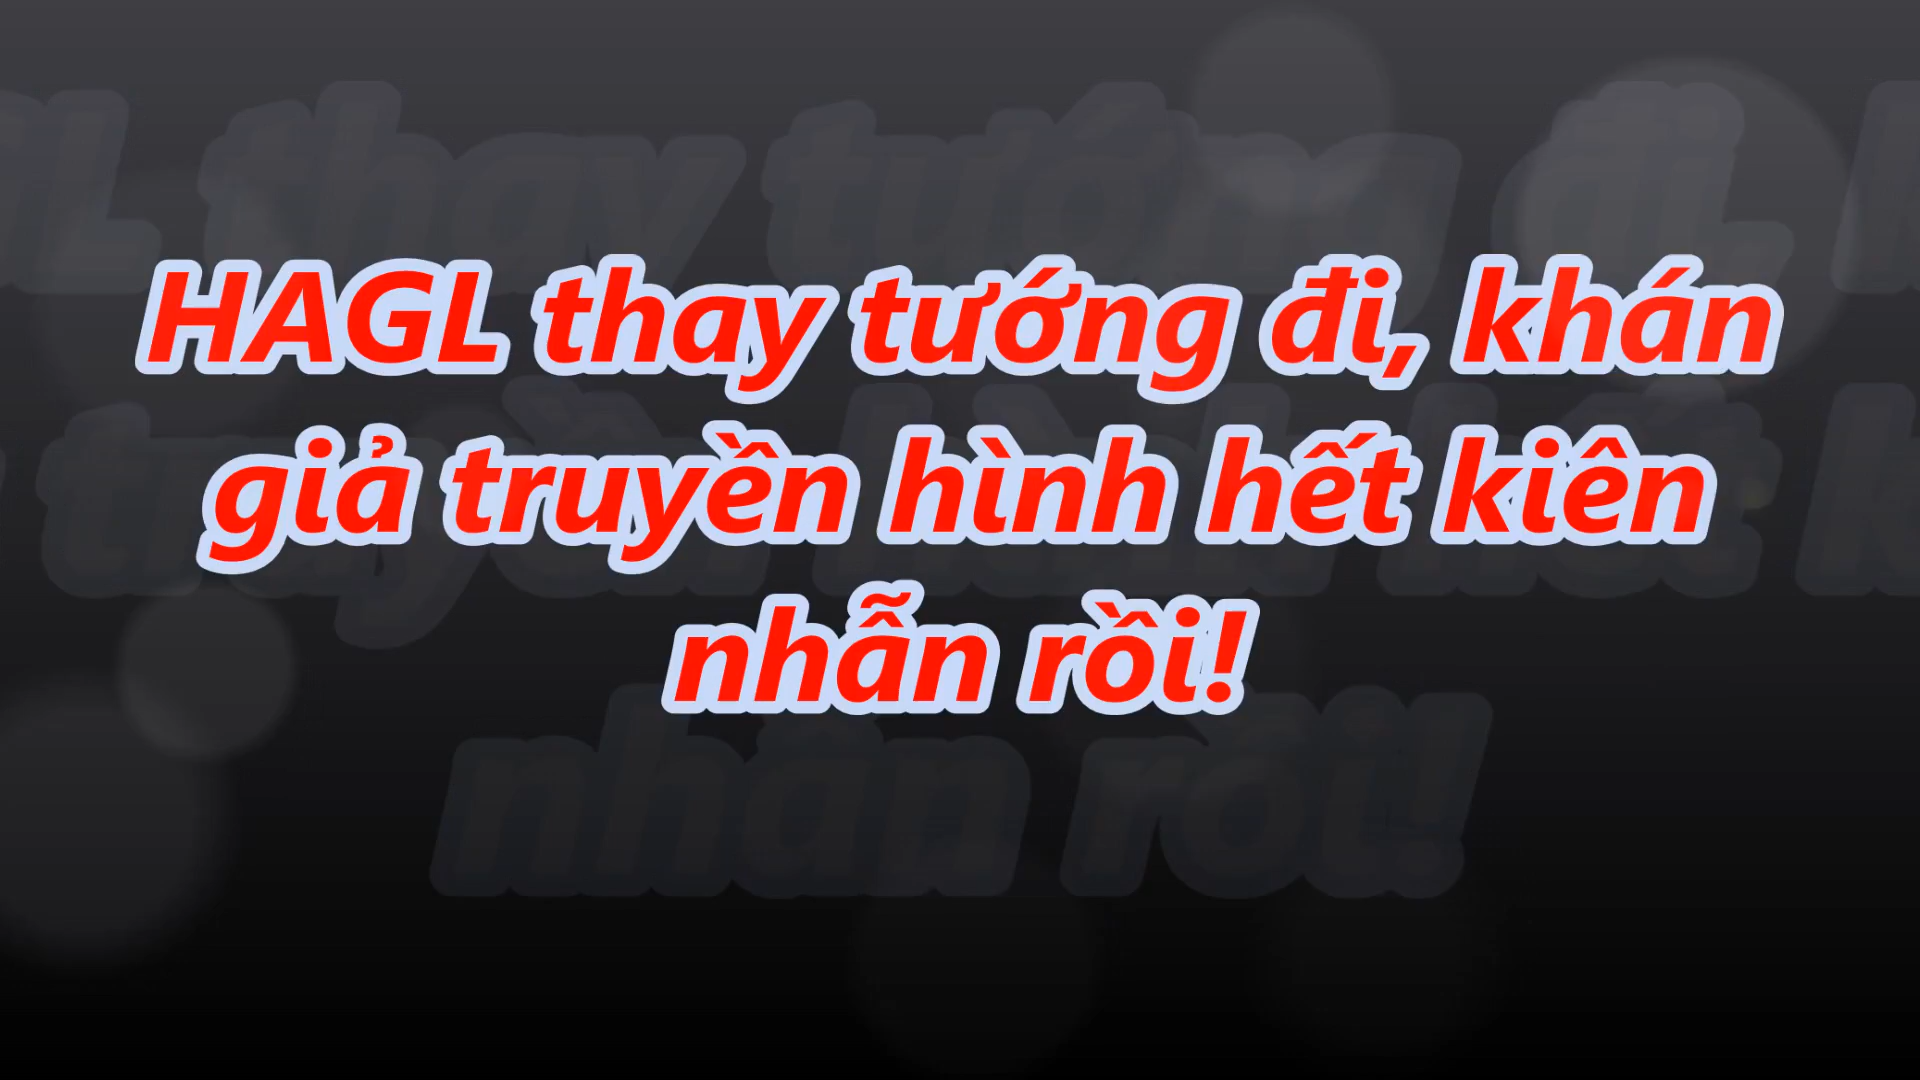 HAGL thay tướng đi, khán
giả truyền hình hết kiên
nhẫn rồi!